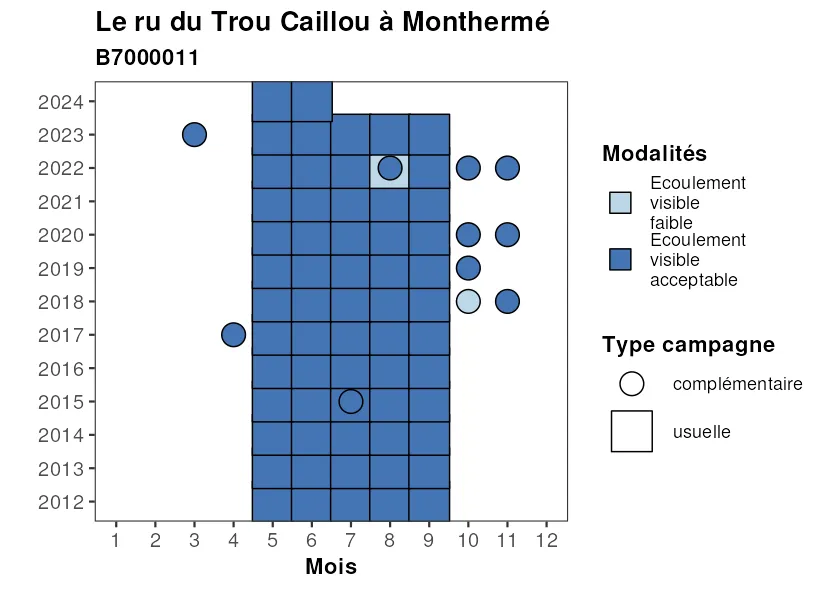 Le ru du Trou Caillou à Monthermé
B7000011
2024
2023
2022
2021
2020
2019
2018
2017
2016
2015
2014
2013
2012
1 2 3 4 5 6 7 8 9 10 11 12
Mois
Modalités
Ecoulement
visible
faible
Ecoulement
visible
acceptable
Type campagne
complémentaire
usuelle